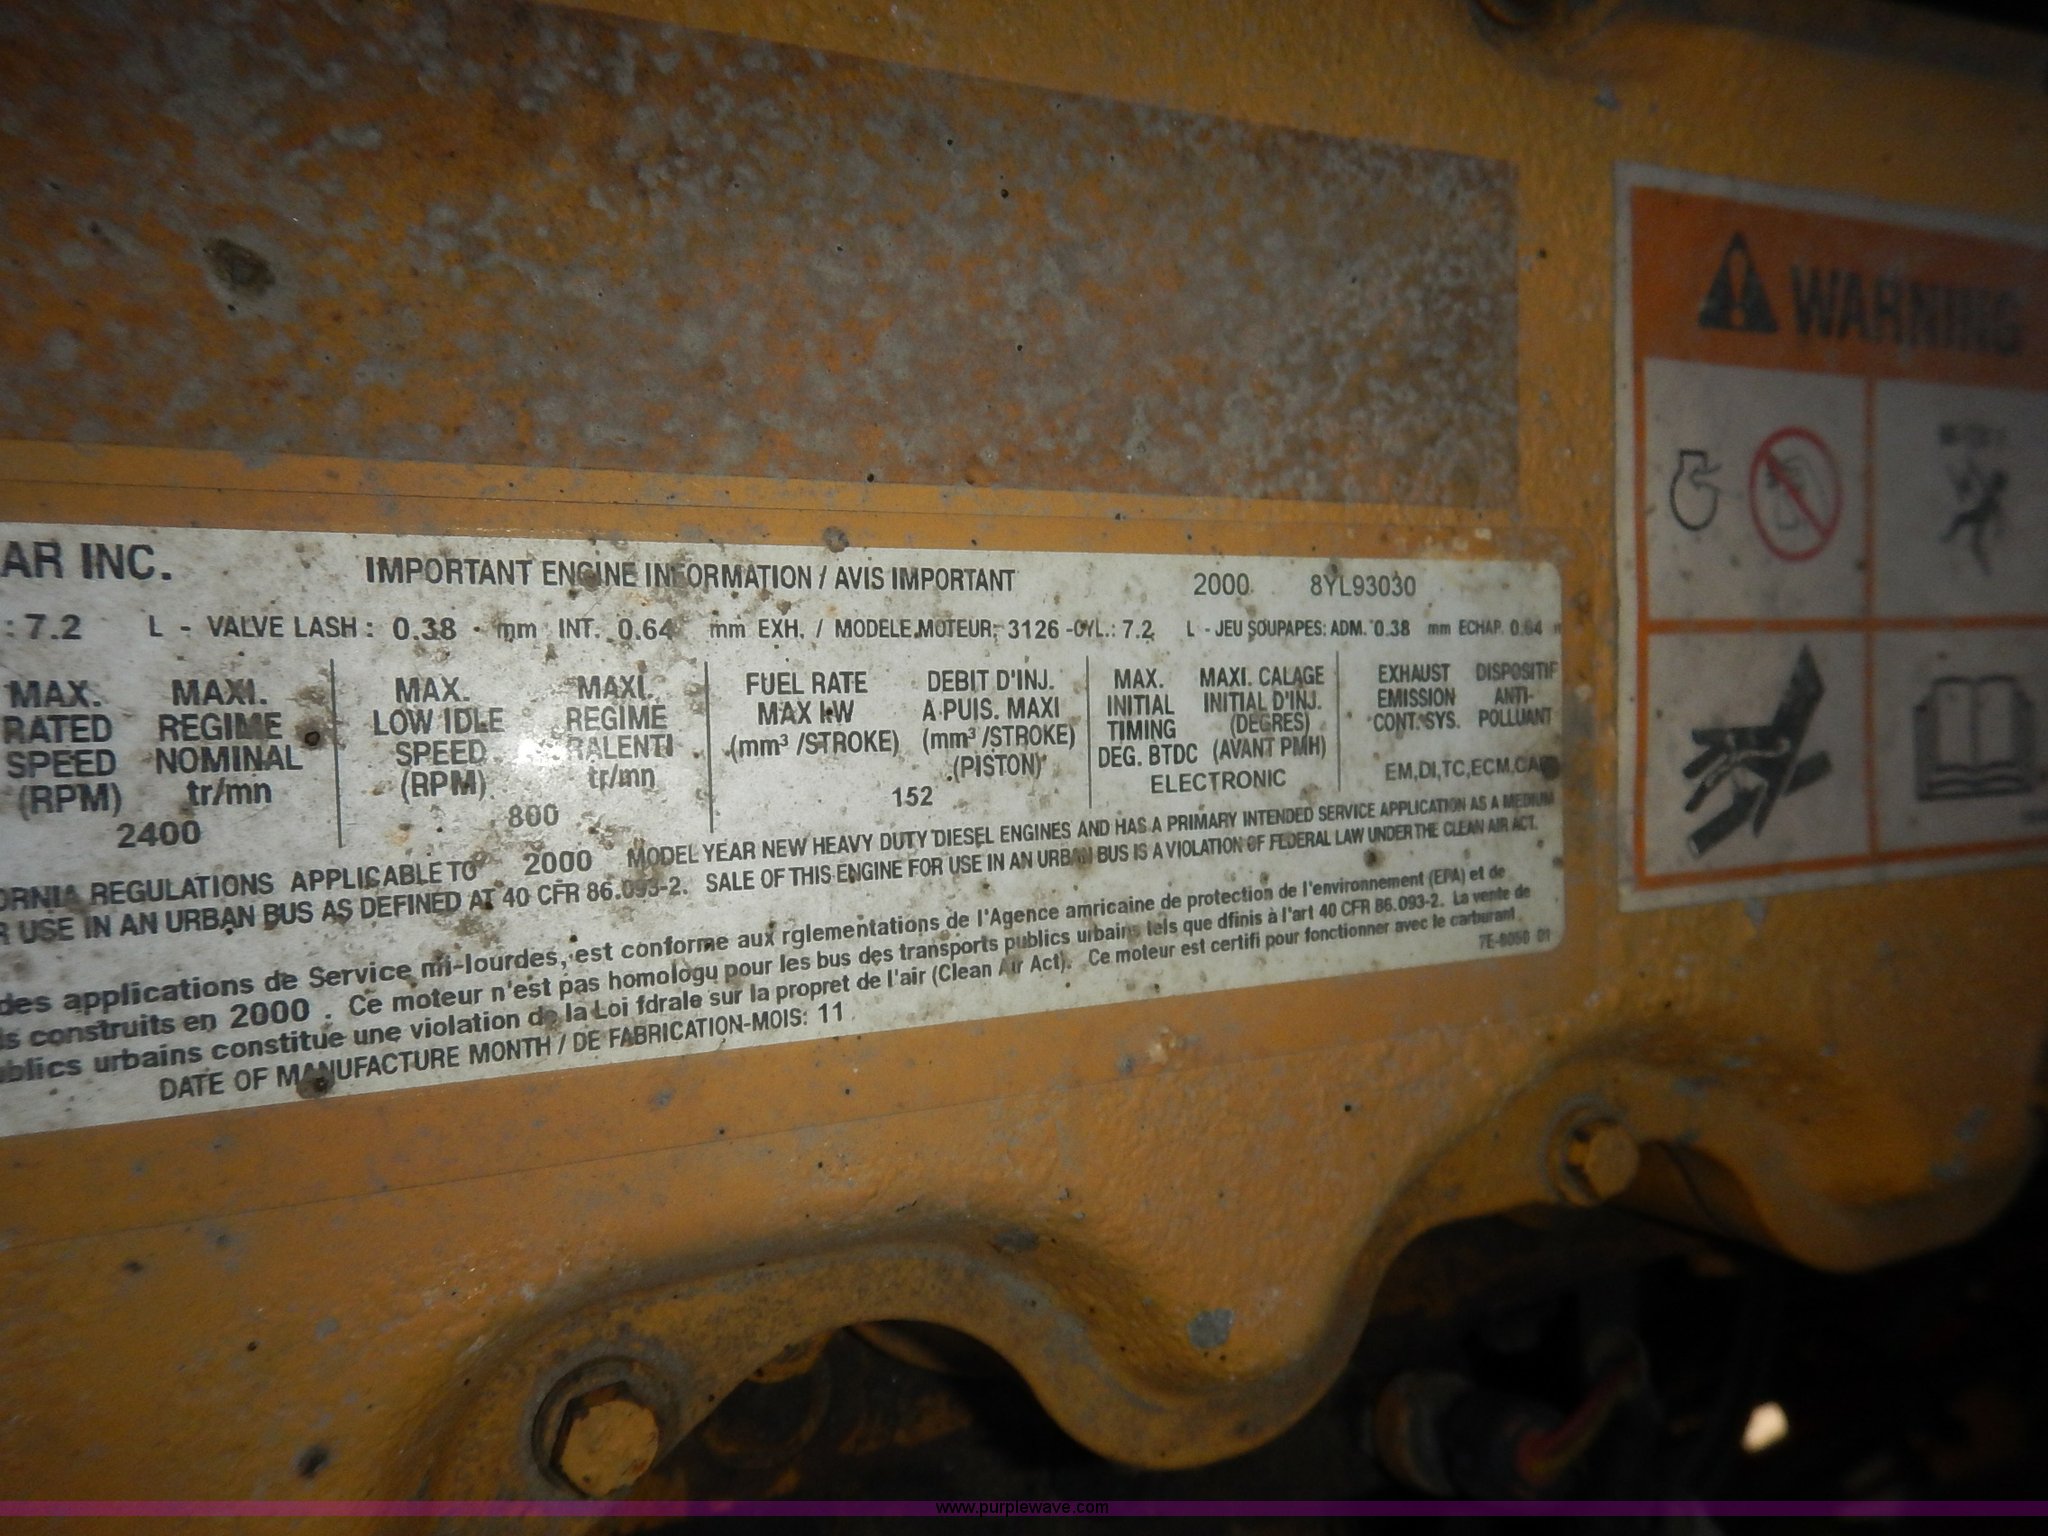 AR INC. IMPORTANT ENGINE INFORMATION / AVIS IMPORTANT 2000 8YL93030
: 7.2 L - VALVE LASH : 0.38 mm INT. 0.64 mm EXH. / MODELE MOTEUR: 3126 -CYL.: 7.2 L - JEU SOUPAPES: ADM. 0.38 mm ECHAP. 0.64
MAX. RATED SPEED (RPM) MAXI. REGIME NOMINAL tr/mn
2400
MAX. LOW IDLE SPEED (RPM) MAXI. REGIME RALENTI tr/mn
800
FUEL RATE MAX kW (mm³ /STROKE) DEBIT D'INJ. A PUIS. MAXI (mm³ /STROKE) (PISTON)
152
MAX. INITIAL TIMING DEG. BTDC MAXI. CALAGE INITIAL D'INJ. (DEGRES) (AVANT PMH)
ELECTRONIC
EXHAUST EMISSION CONT. SYS. DISPOSITIF ANTI- POLLUANT
EM,DI,TC,ECM,CA
ORNIA REGULATIONS APPLICABLE TO 2000 MODEL YEAR NEW HEAVY DUTY DIESEL ENGINES AND HAS A PRIMARY INTENDED SERVICE APPLICATION AS A MEDIUM
R USE IN AN URBAN BUS AS DEFINED AT 40 CFR 86.093-2. SALE OF THIS ENGINE FOR USE IN AN URBAN BUS IS A VIOLATION OF FEDERAL LAW UNDER THE CLEAN AIR ACT.
des applications de Service mi-lourdes, est conforme aux rglementations de l'Agence amricaine de protection de l'environnement (EPA) et de
s construits en 2000 . Ce moteur n'est pas homologu pour les bus des transports publics urbains tels que dfinis à l'art 40 CFR 86.093-2. La vente de
ublics urbains constitue une violation de la Loi fdrale sur la propret de l'air (Clean Air Act). Ce moteur est certifi pour fonctionner avec le carburant
DATE OF MANUFACTURE MONTH / DE FABRICATION-MOIS: 11
WARNING
www.purplewave.com